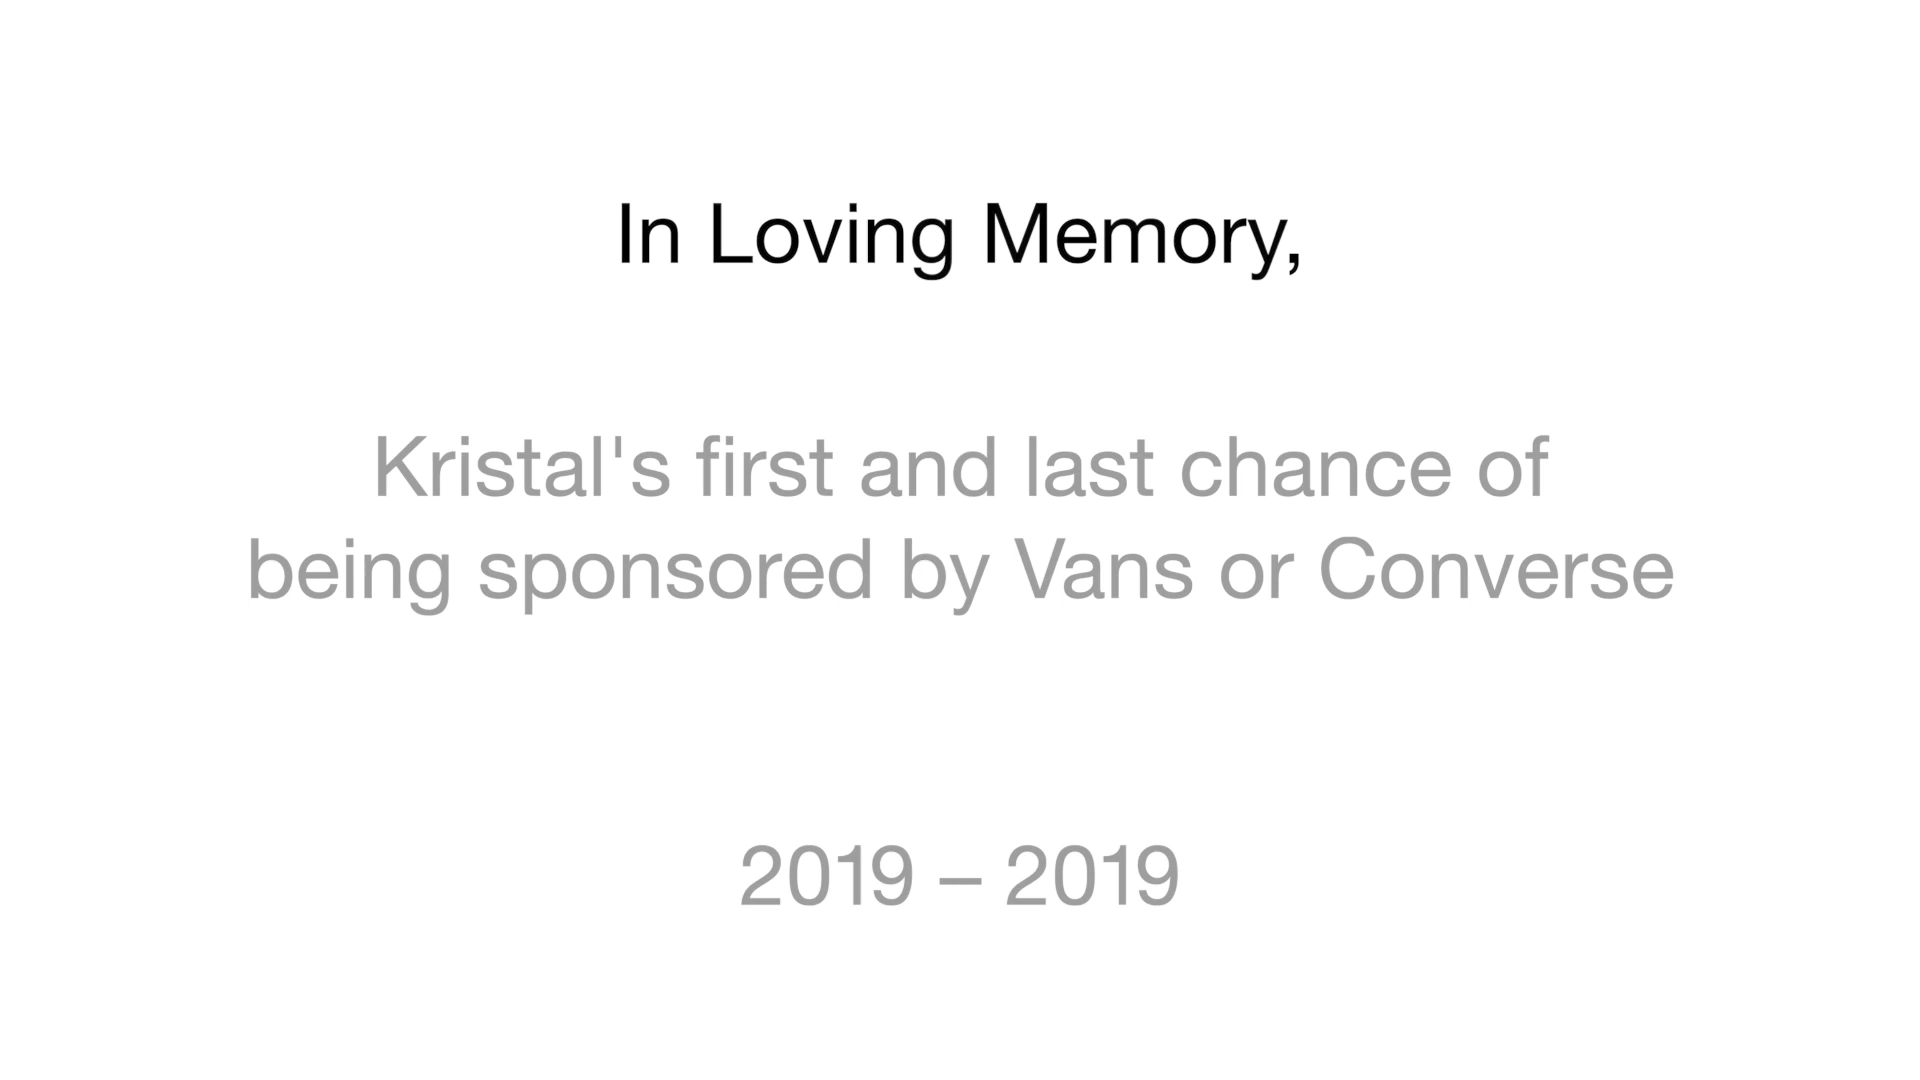 In Loving Memory,
Kristal's first and last chance of
being sponsored by Vans or Converse
2019 – 2019